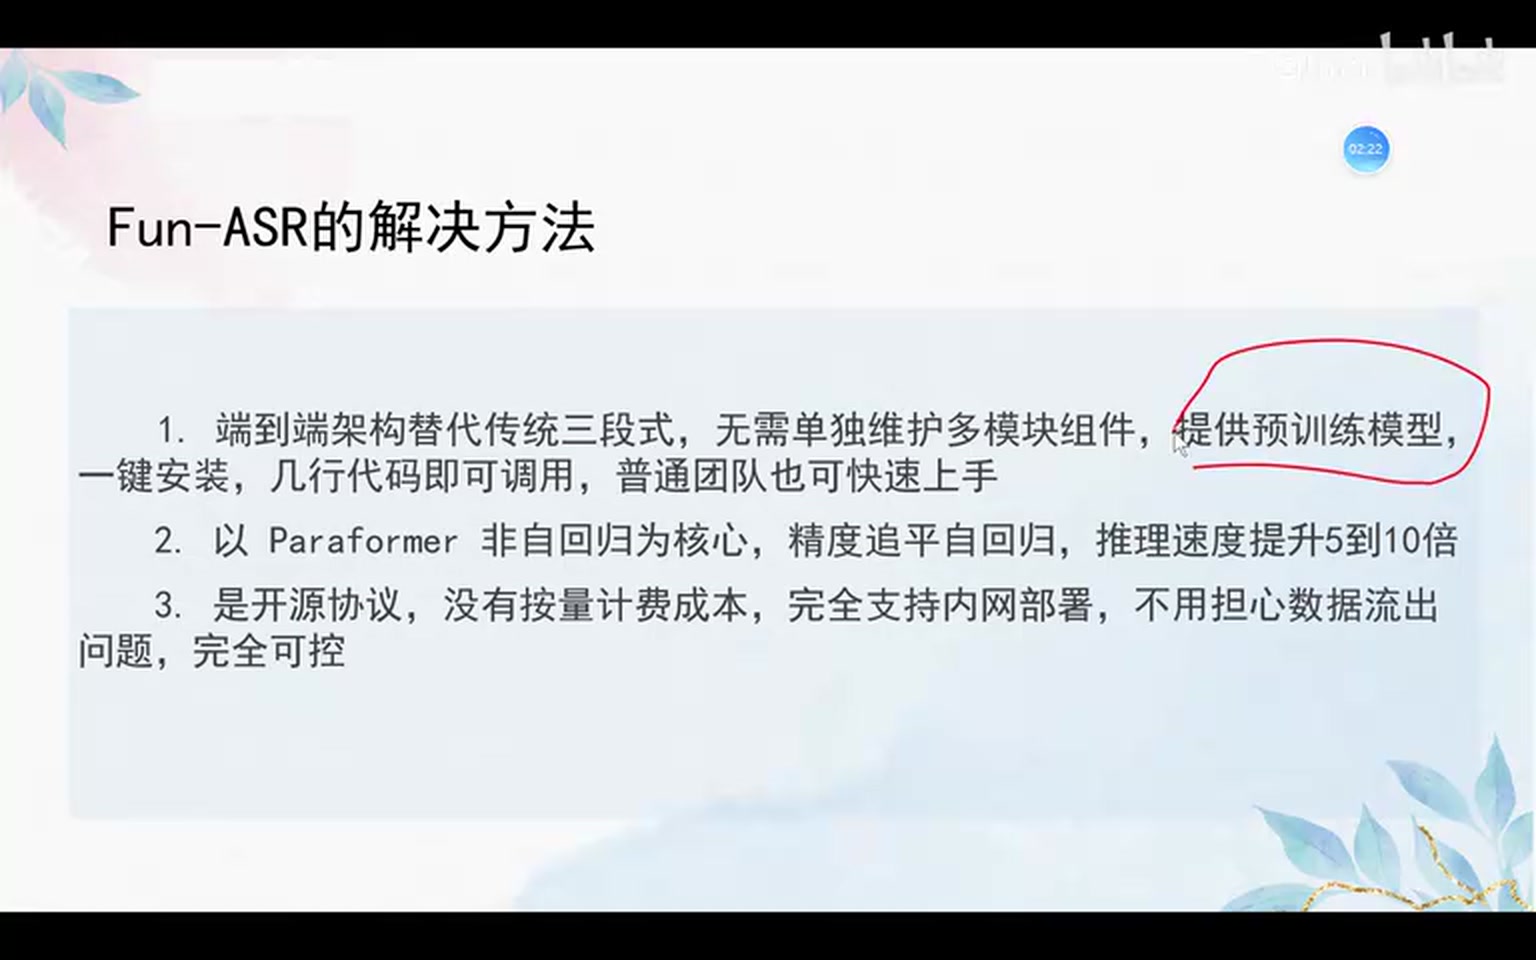 02:22
Fun-ASR的解决方法
1. 端到端架构替代传统三段式，无需单独维护多模块组件，提供预训练模型，
一键安装，几行代码即可调用，普通团队也可快速上手
2. 以 Paraformer 非自回归为核心，精度追平自回归，推理速度提升5到10倍
3. 是开源协议，没有按量计费成本，完全支持内网部署，不用担心数据流出
问题，完全可控